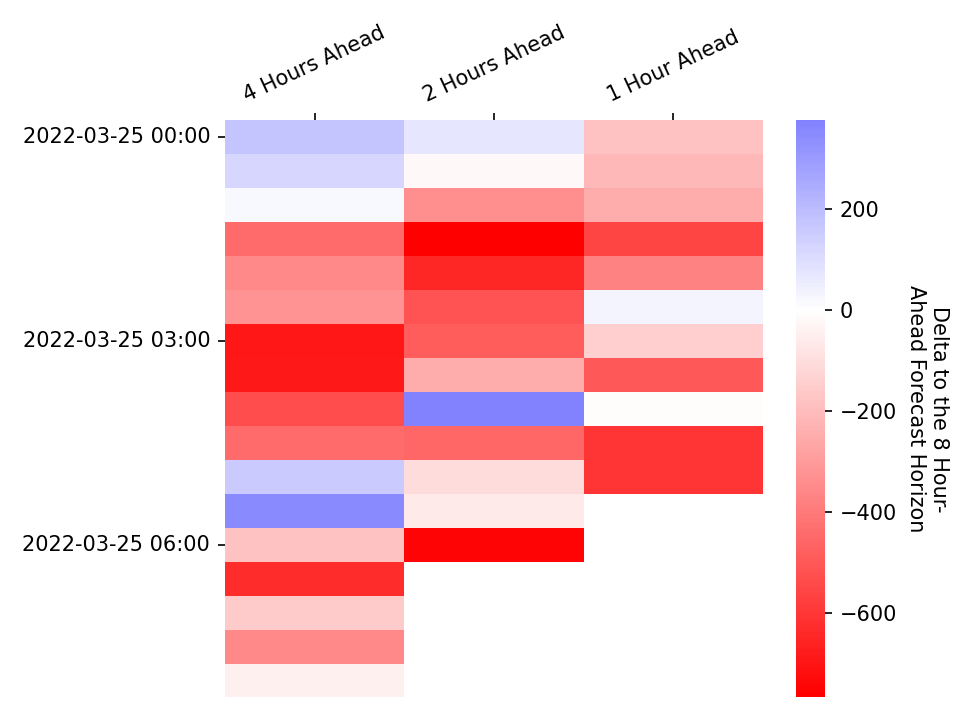 4 Hours Ahead
2 Hours Ahead
1 Hour Ahead
2022-03-25 00:00
2022-03-25 03:00
2022-03-25 06:00
200
0
−200
−400
−600
Delta to the 8 Hour-
Ahead Forecast Horizon